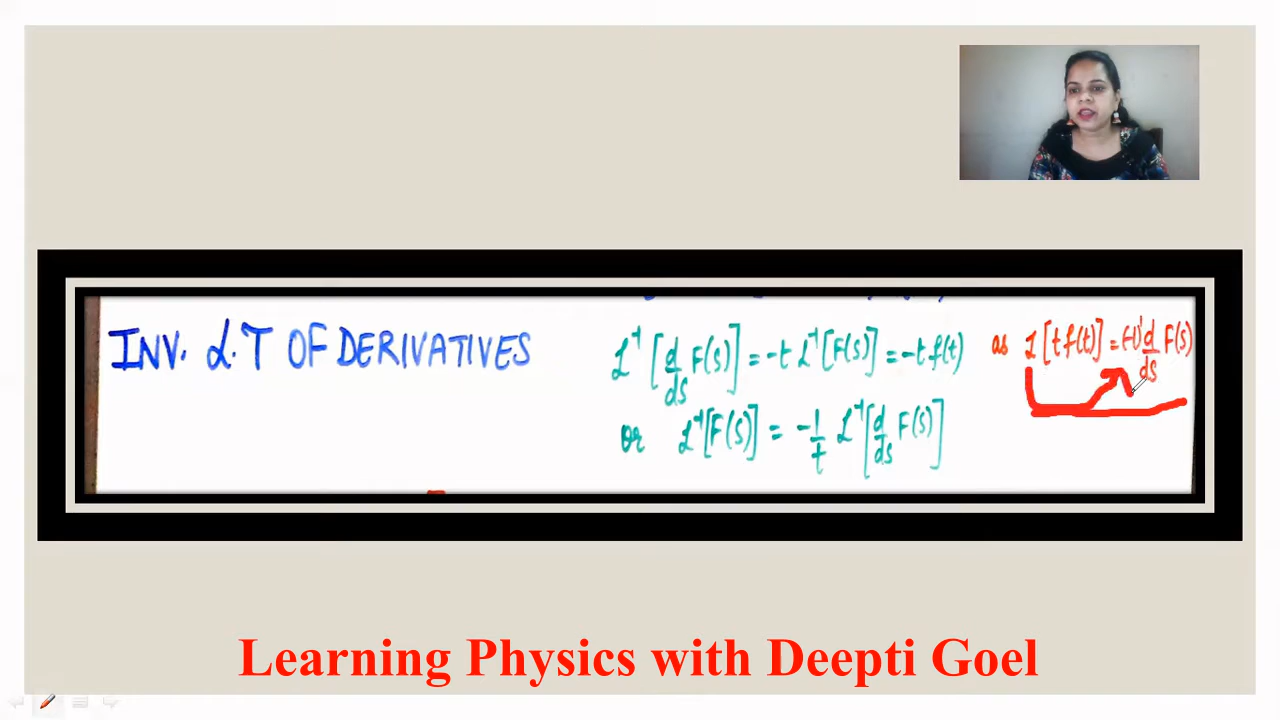 INV. L.T OF DERIVATIVES
L⁻¹[d/ds F(s)] = -t L⁻¹[F(s)] = -t f(t)
as L[t f(t)] = (-1)¹ d/ds F(s)
or L⁻¹[F(s)] = -1/t L⁻¹[d/ds F(s)]
Learning Physics with Deepti Goel